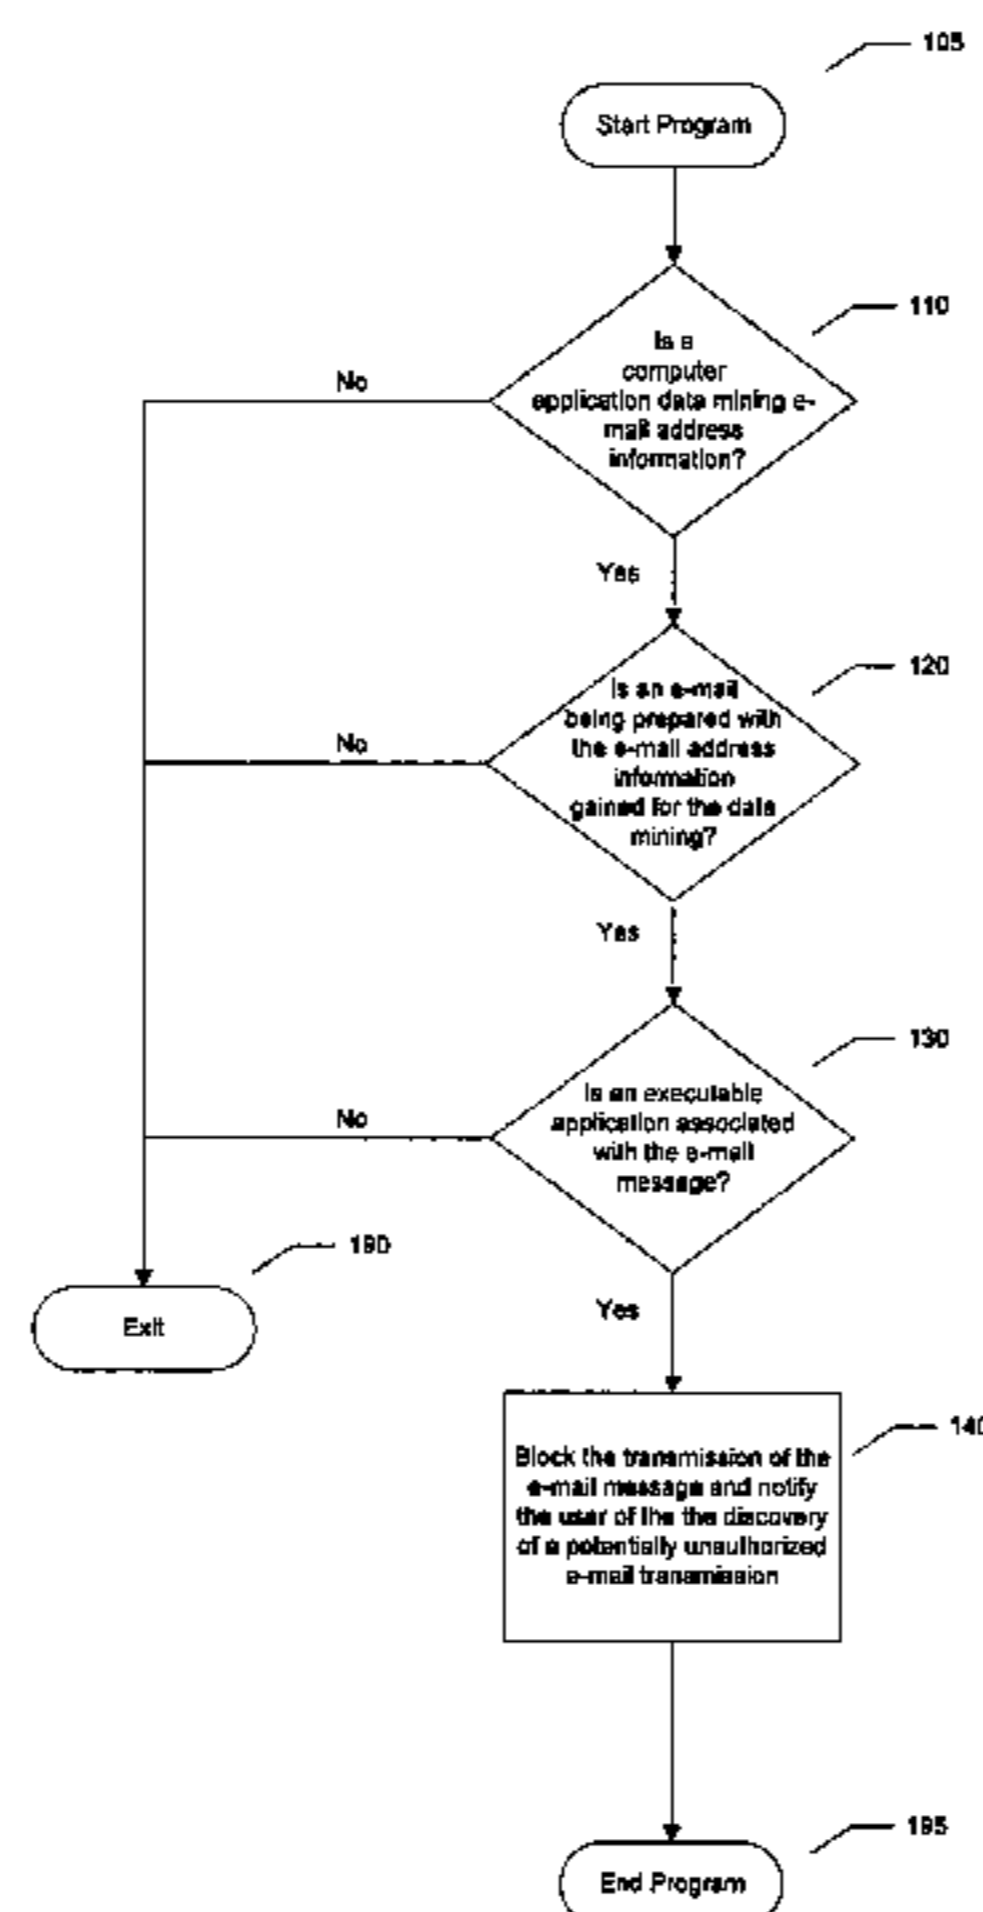 105
Start Program
110
Is a
computer
application data mining e-
mail address
information?
No
Yes
120
Is an e-mail
being prepared with
the e-mail address
information
gained for the data
mining?
No
Yes
130
Is an executable
application associated
with the e-mail
message?
No
190
Exit
Yes
140
Block the transmission of the
e-mail message and notify
the user of the the discovery
of a potentially unauthorized
e-mail transmission
195
End Program